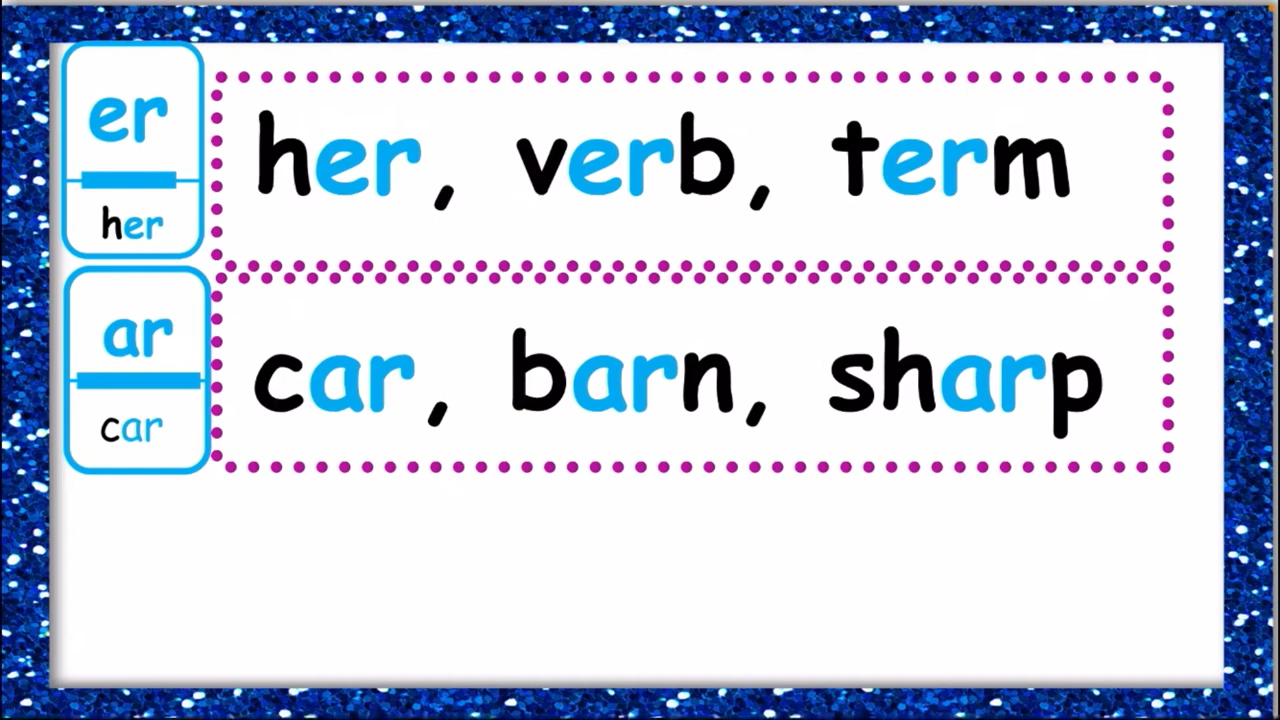 er
her
her, verb, term
ar
car
car, barn, sharp